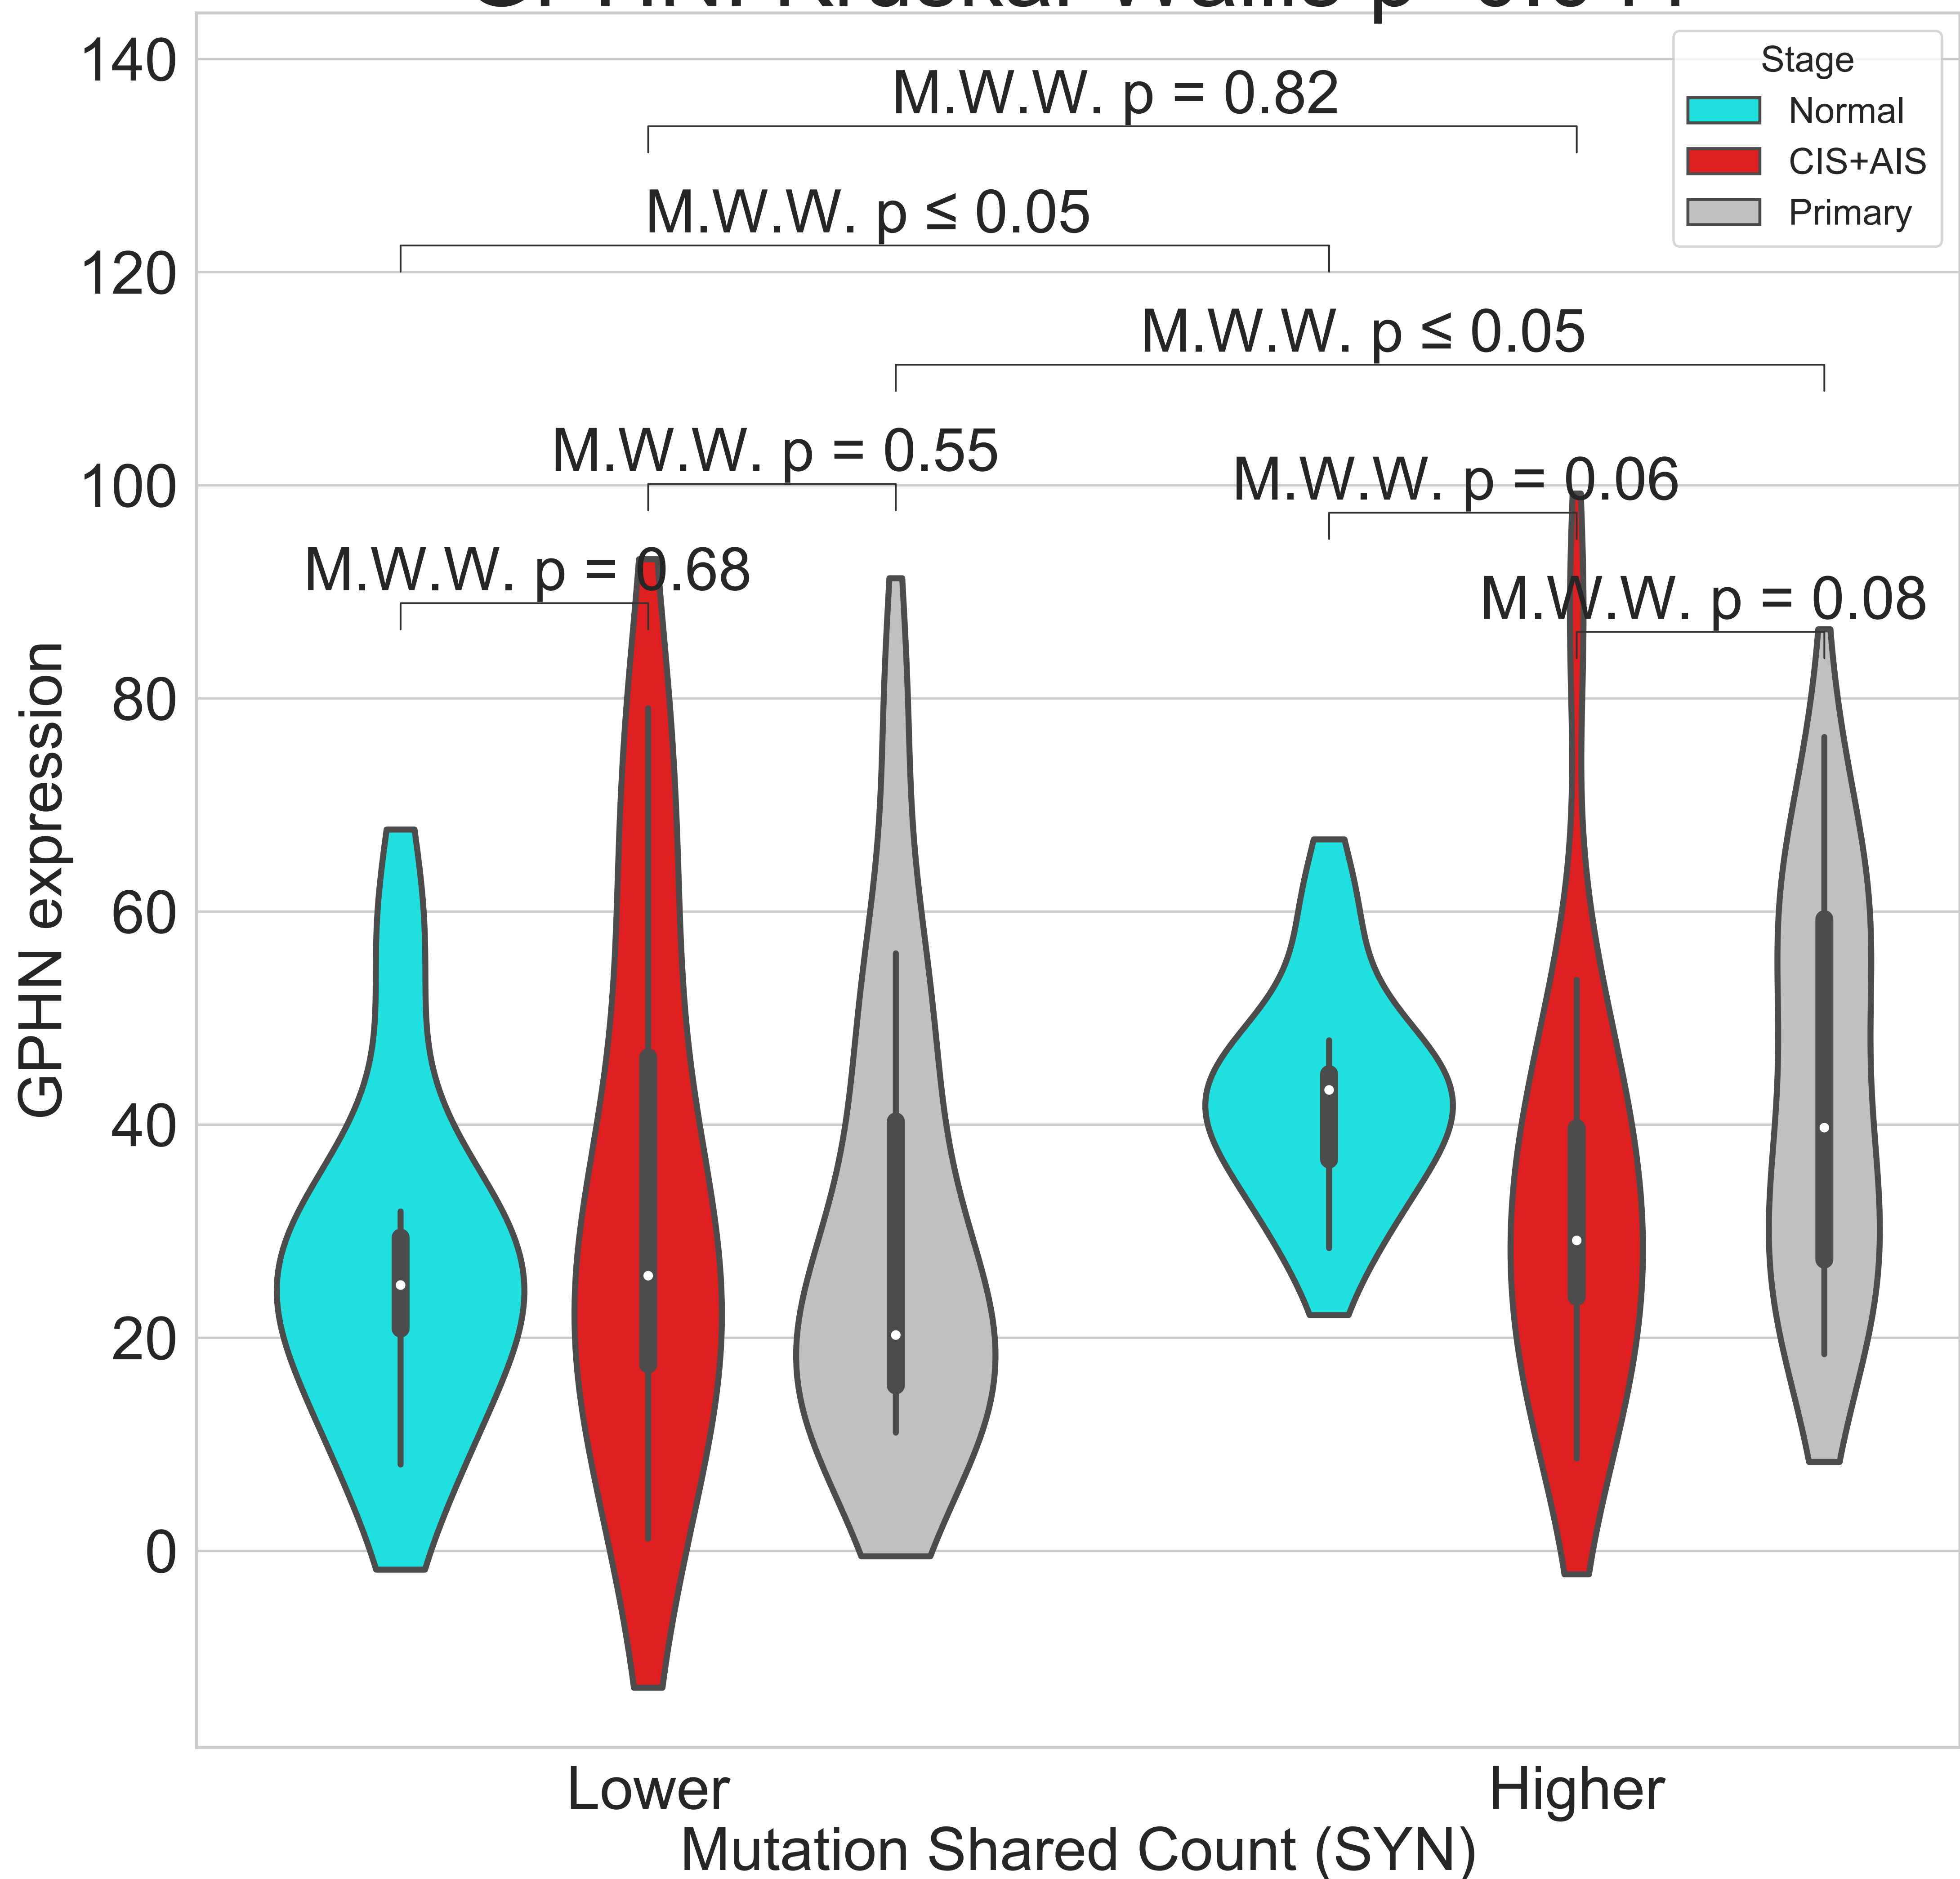 140
120
100
80
60
40
20
0
GPHN expression
M.W.W. p = 0.82
M.W.W. p ≤ 0.05
M.W.W. p ≤ 0.05
M.W.W. p = 0.55
M.W.W. p = 0.06
M.W.W. p = 0.68
M.W.W. p = 0.08
Stage
Normal
CIS+AIS
Primary
Lower
Higher
Mutation Shared Count (SYN)